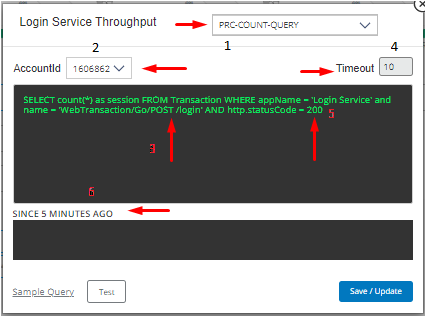 Login Service Throughput
PRC-COUNT-QUERY
2
1
4
AccountId
1606862
Timeout
10
SELECT count(*) as session FROM Transaction WHERE appName = 'Login Service' and
name = 'WebTransaction/Go/POST /login' AND http.statusCode = 200
5
3
6
SINCE 5 MINUTES AGO
Sample Query
Test
Save / Update